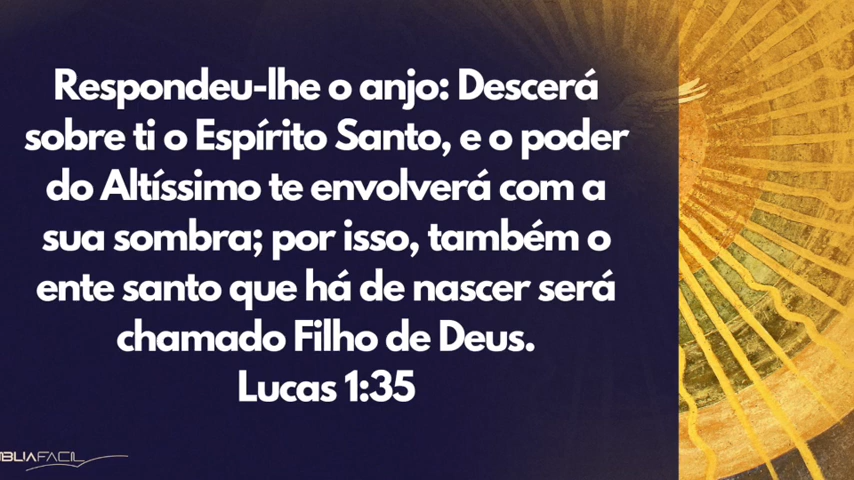 Respondeu-lhe o anjo: Descerá
sobre ti o Espírito Santo, e o poder
do Altíssimo te envolverá com a
sua sombra; por isso, também o
ente santo que há de nascer será
chamado Filho de Deus.
Lucas 1:35
BLIAFACIL